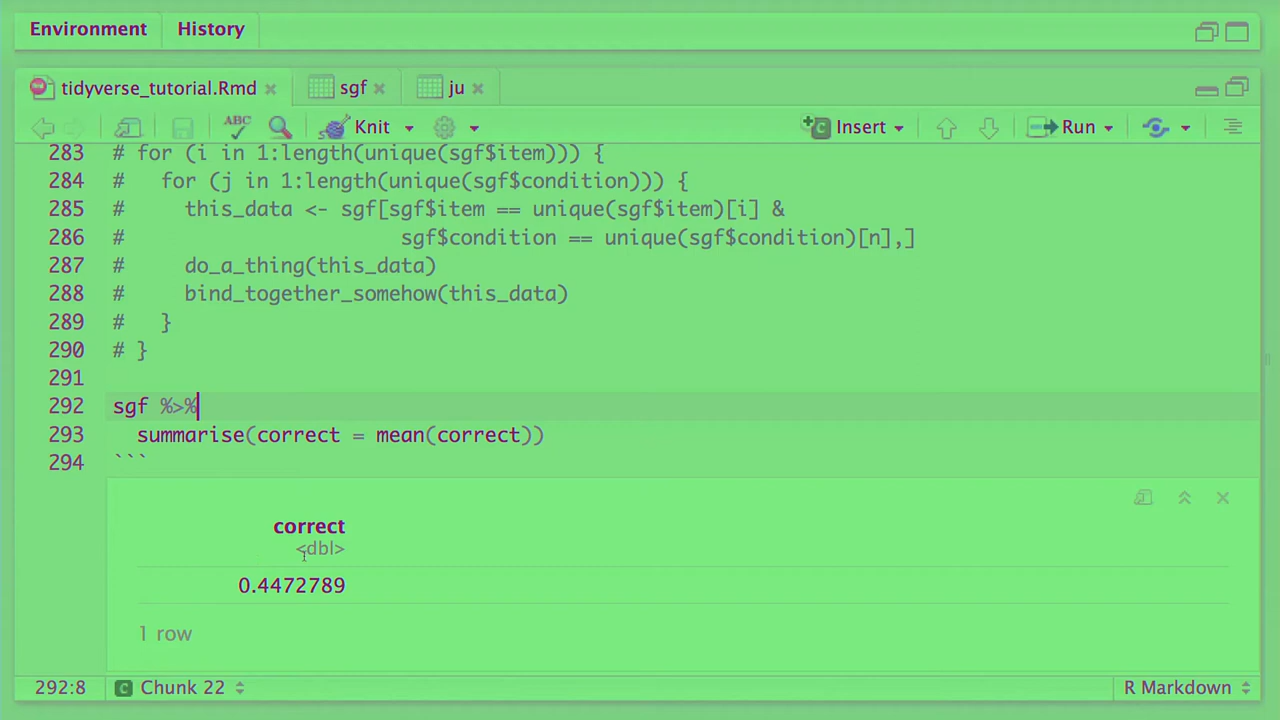 Environment History
tidyverse_tutorial.Rmd sgf ju
ABC Knit Insert Run
283 # for (i in 1:length(unique(sgf$item))) {
284 #   for (j in 1:length(unique(sgf$condition))) {
285 #     this_data <- sgf[sgf$item == unique(sgf$item)[i] &
286 #                       sgf$condition == unique(sgf$condition)[n],]
287 #     do_a_thing(this_data)
288 #     bind_together_somehow(this_data)
289 #   }
290 # }
291
292 sgf %>%
293   summarise(correct = mean(correct))
294 ```
correct
<dbl>
0.4472789
1 row
292:8 Chunk 22 R Markdown